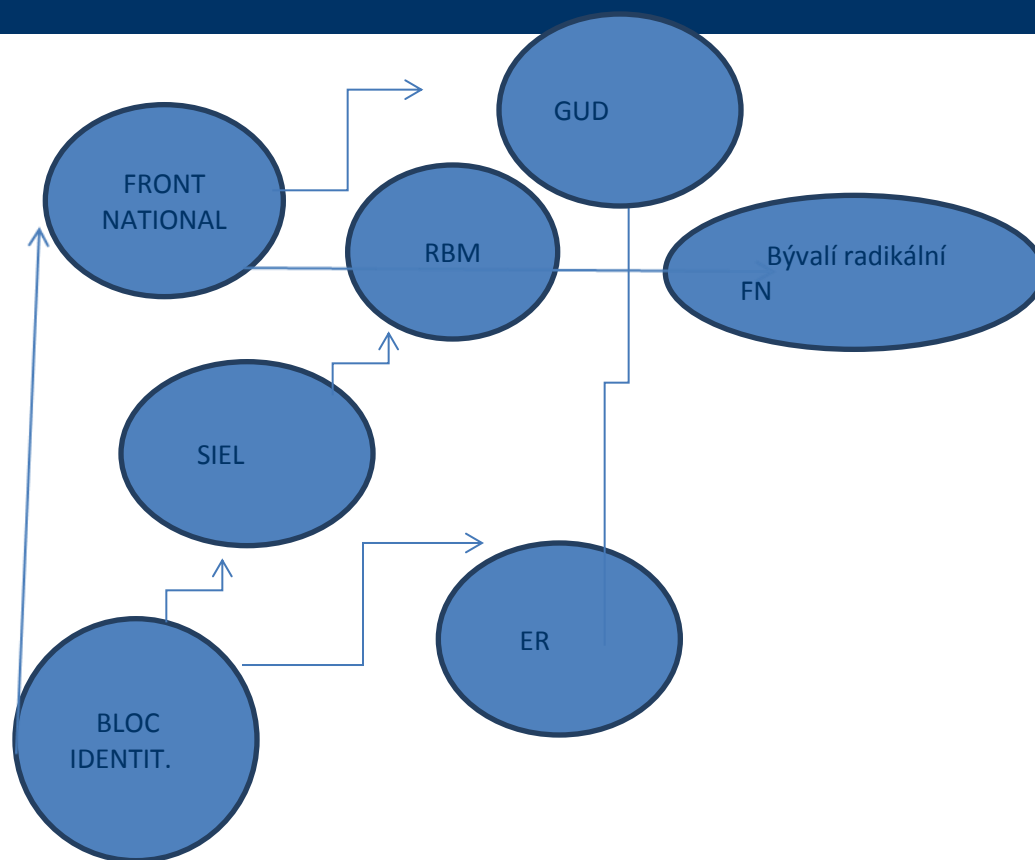 GUD
FRONT
NATIONAL
RBM
Bývalí radikální
FN
SIEL
ER
BLOC
IDENTIT.